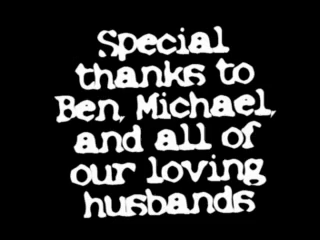 Special
thanks to
Ben, Michael,
and all of
our loving
husbands